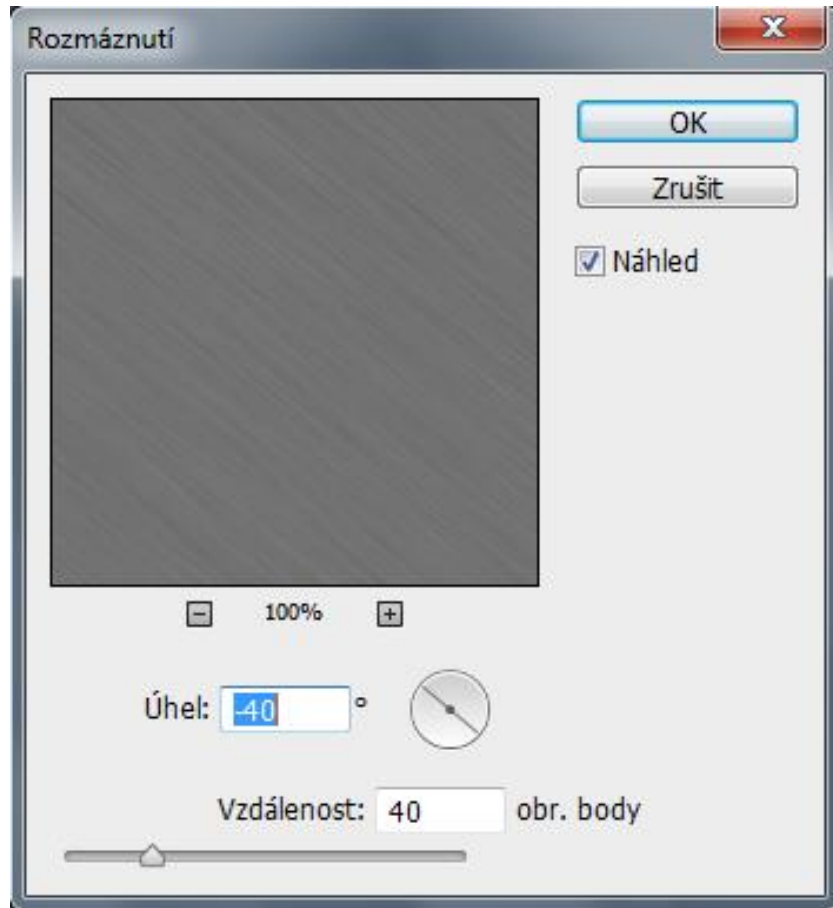 Rozmáznutí
OK
Zrušit
Náhled
100%
Úhel: -40 °
Vzdálenost: 40 obr. body